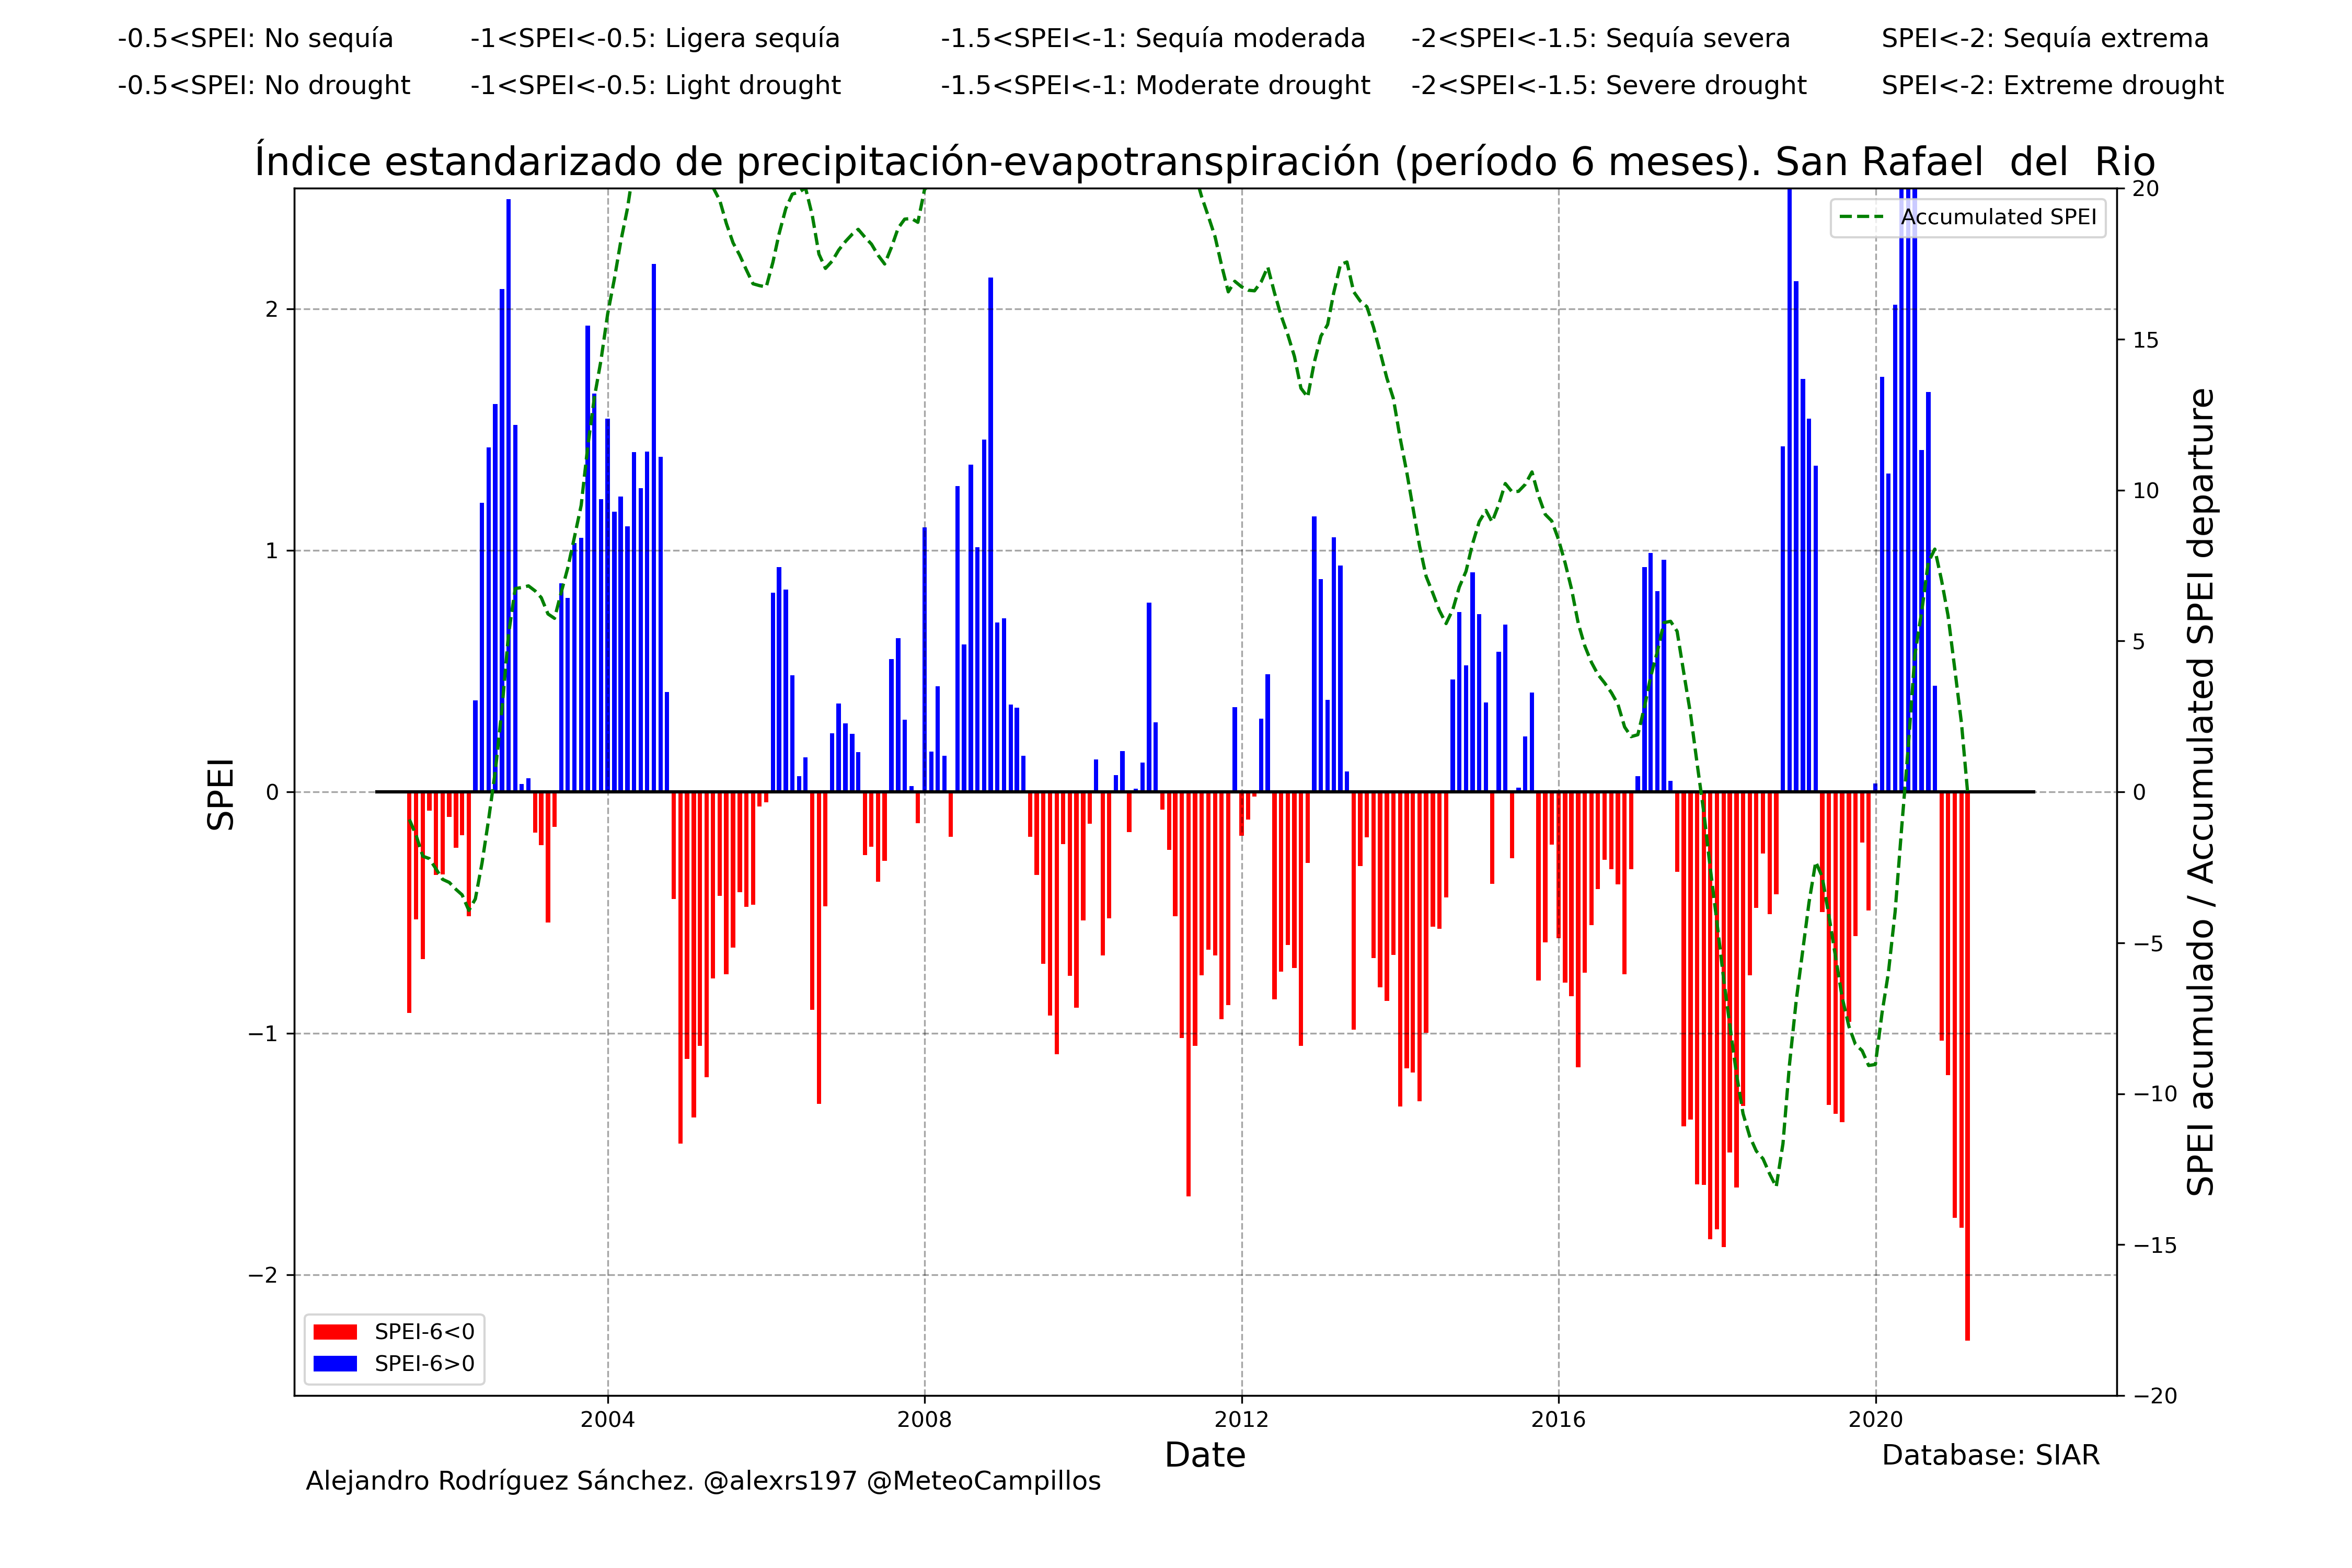 -0.5<SPEI: No sequía -1<SPEI<-0.5: Ligera sequía -1.5<SPEI<-1: Sequía moderada -2<SPEI<-1.5: Sequía severa SPEI<-2: Sequía extrema
-0.5<SPEI: No drought -1<SPEI<-0.5: Light drought -1.5<SPEI<-1: Moderate drought -2<SPEI<-1.5: Severe drought SPEI<-2: Extreme drought
Índice estandarizado de precipitación-evapotranspiración (período 6 meses). San Rafael del Rio
SPEI
2
1
0
−1
−2
Accumulated SPEI
20
15
10
5
0
−5
−10
−15
−20
SPEI acumulado / Accumulated SPEI departure
SPEI-6<0
SPEI-6>0
2004 2008 2012 2016 2020
Date
Database: SIAR
Alejandro Rodríguez Sánchez. @alexrs197 @MeteoCampillos